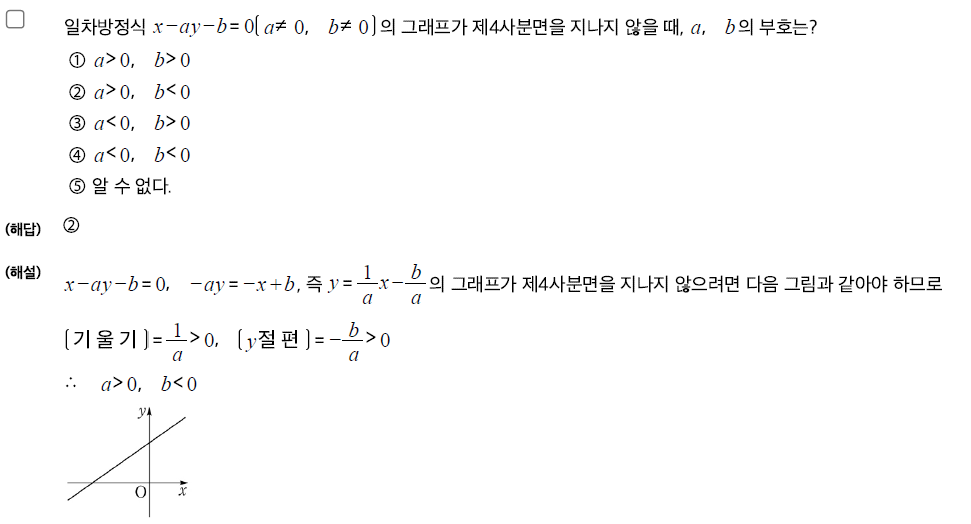 일차방정식 x-ay-b=0(a≠0, b≠0)의 그래프가 제4사분면을 지나지 않을 때, a, b의 부호는?
① a>0, b>0
② a>0, b<0
③ a<0, b>0
④ a<0, b<0
⑤ 알 수 없다.
(해답) ②
(해설) x-ay-b=0, -ay=-x+b, 즉 y=\frac{1}{a}x-\frac{b}{a}의 그래프가 제4사분면을 지나지 않으려면 다음 그림과 같아야 하므로
(기울기)=\frac{1}{a}>0, (y절편)=-\frac{b}{a}>0
∴ a>0, b<0
y
O x